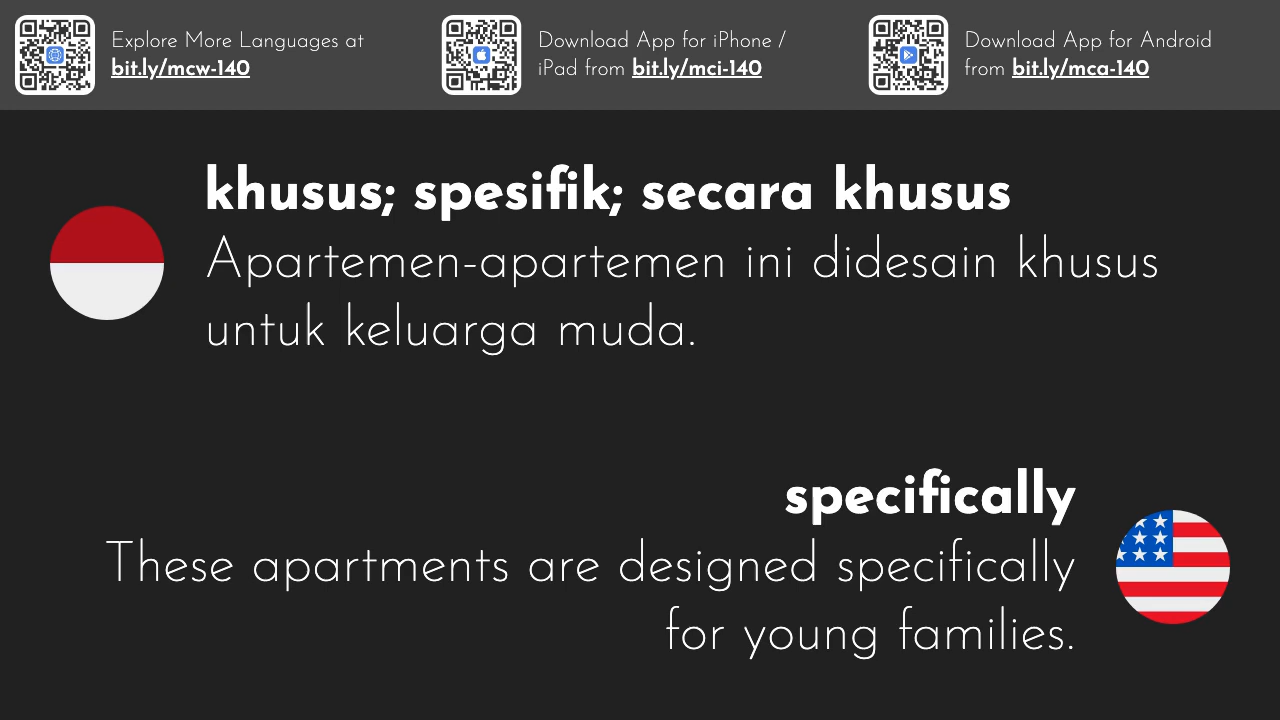 Explore More Languages at
bit.ly/mcw-140
Download App for iPhone /
iPad from bit.ly/mci-140
Download App for Android
from bit.ly/mca-140
khusus; spesifik; secara khusus
Apartemen-apartemen ini didesain khusus
untuk keluarga muda.
specifically
These apartments are designed specifically
for young families.